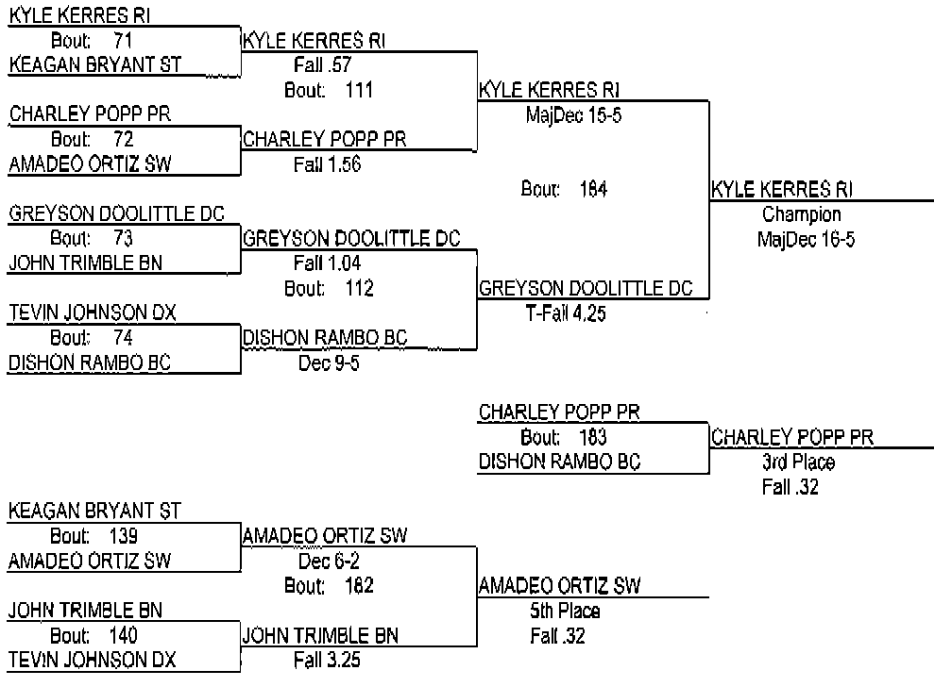 KYLE KERRES RI
Bout: 71
KEAGAN BRYANT ST
KYLE KERRES RI
Fall .57
Bout: 111
CHARLEY POPP PR
Bout: 72
AMADEO ORTIZ SW
CHARLEY POPP PR
Fall 1.56
KYLE KERRES RI
MajDec 15-5
Bout: 184
GREYSON DOOLITTLE DC
Bout: 73
JOHN TRIMBLE BN
GREYSON DOOLITTLE DC
Fall 1.04
Bout: 112
TEVIN JOHNSON DX
Bout: 74
DISHON RAMBO BC
DISHON RAMBO BC
Dec 9-5
GREYSON DOOLITTLE DC
T-Fall 4.25
KYLE KERRES RI
Champion
MajDec 16-5
CHARLEY POPP PR
Bout: 183
DISHON RAMBO BC
CHARLEY POPP PR
3rd Place
Fall .32
KEAGAN BRYANT ST
Bout: 139
AMADEO ORTIZ SW
AMADEO ORTIZ SW
Dec 6-2
Bout: 182
JOHN TRIMBLE BN
Bout: 140
TEVIN JOHNSON DX
JOHN TRIMBLE BN
Fall 3.25
AMADEO ORTIZ SW
5th Place
Fall .32